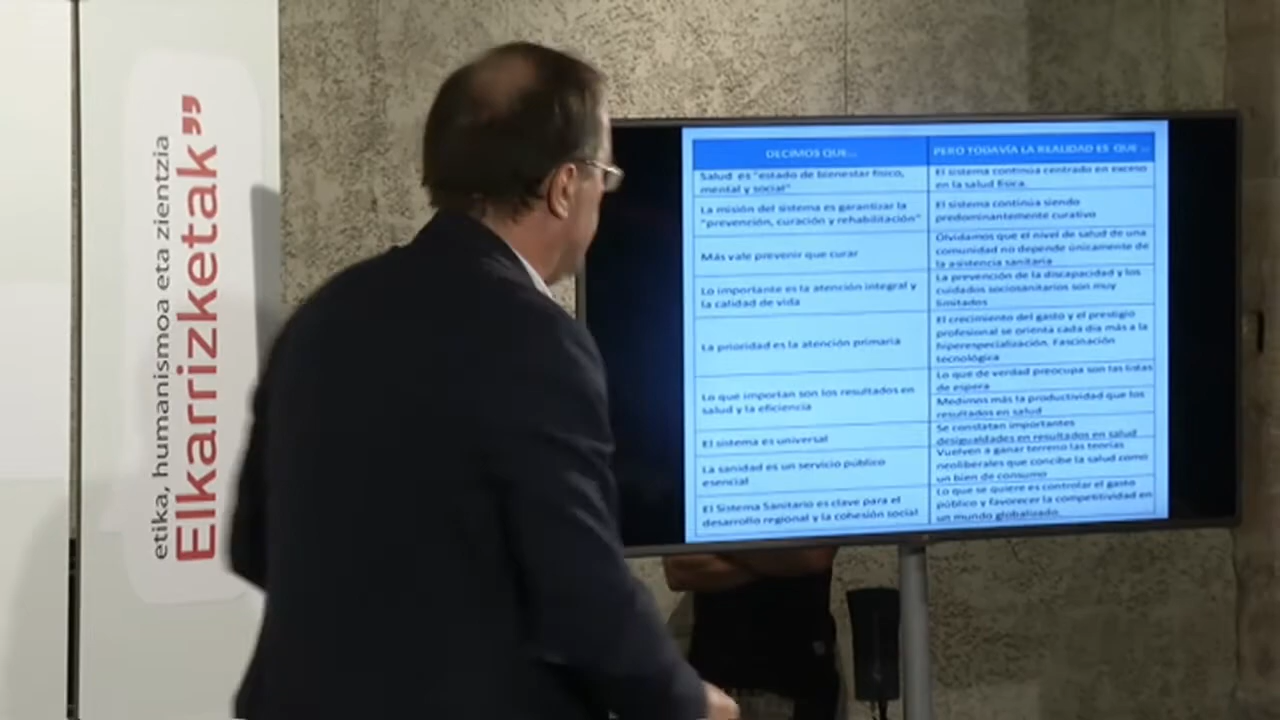 etika, humanismoa eta zientzia
Elkarrizketak”
DECIMOS QUE...
PERO TODAVÍA LA REALIDAD ES QUE ...
Salud es "estado de bienestar físico,
mental y social"
El sistema continúa centrado en exceso
en la salud física.
La misión del sistema es garantizar la
"prevención, curación y rehabilitación"
El sistema continúa siendo
predominantemente curativo
Más vale prevenir que curar
Olvidamos que el nivel de salud de una
comunidad no depende únicamente de
la asistencia sanitaria
Lo importante es la atención integral y
la calidad de vida
La prevención de la discapacidad y los
cuidados sociosanitarios son muy
limitados
La prioridad es la atención primaria
El crecimiento del gasto y el prestigio
profesional se orienta cada día más a la
hiperespecialización. Fascinación
tecnológica
Lo que importan son los resultados en
salud y la eficiencia
Lo que de verdad preocupa son las listas
de espera
Medimos más la productividad que los
resultados en salud
El sistema es universal
Se constatan importantes
desigualdades en resultados en salud
La sanidad es un servicio público
esencial
Vuelven a ganar terreno las teorías
neoliberales que concibe la salud como
un bien de consumo
El Sistema Sanitario es clave para el
desarrollo regional y la cohesión social
Lo que se quiere es controlar el gasto
público y favorecer la competitividad en
un mundo globalizado